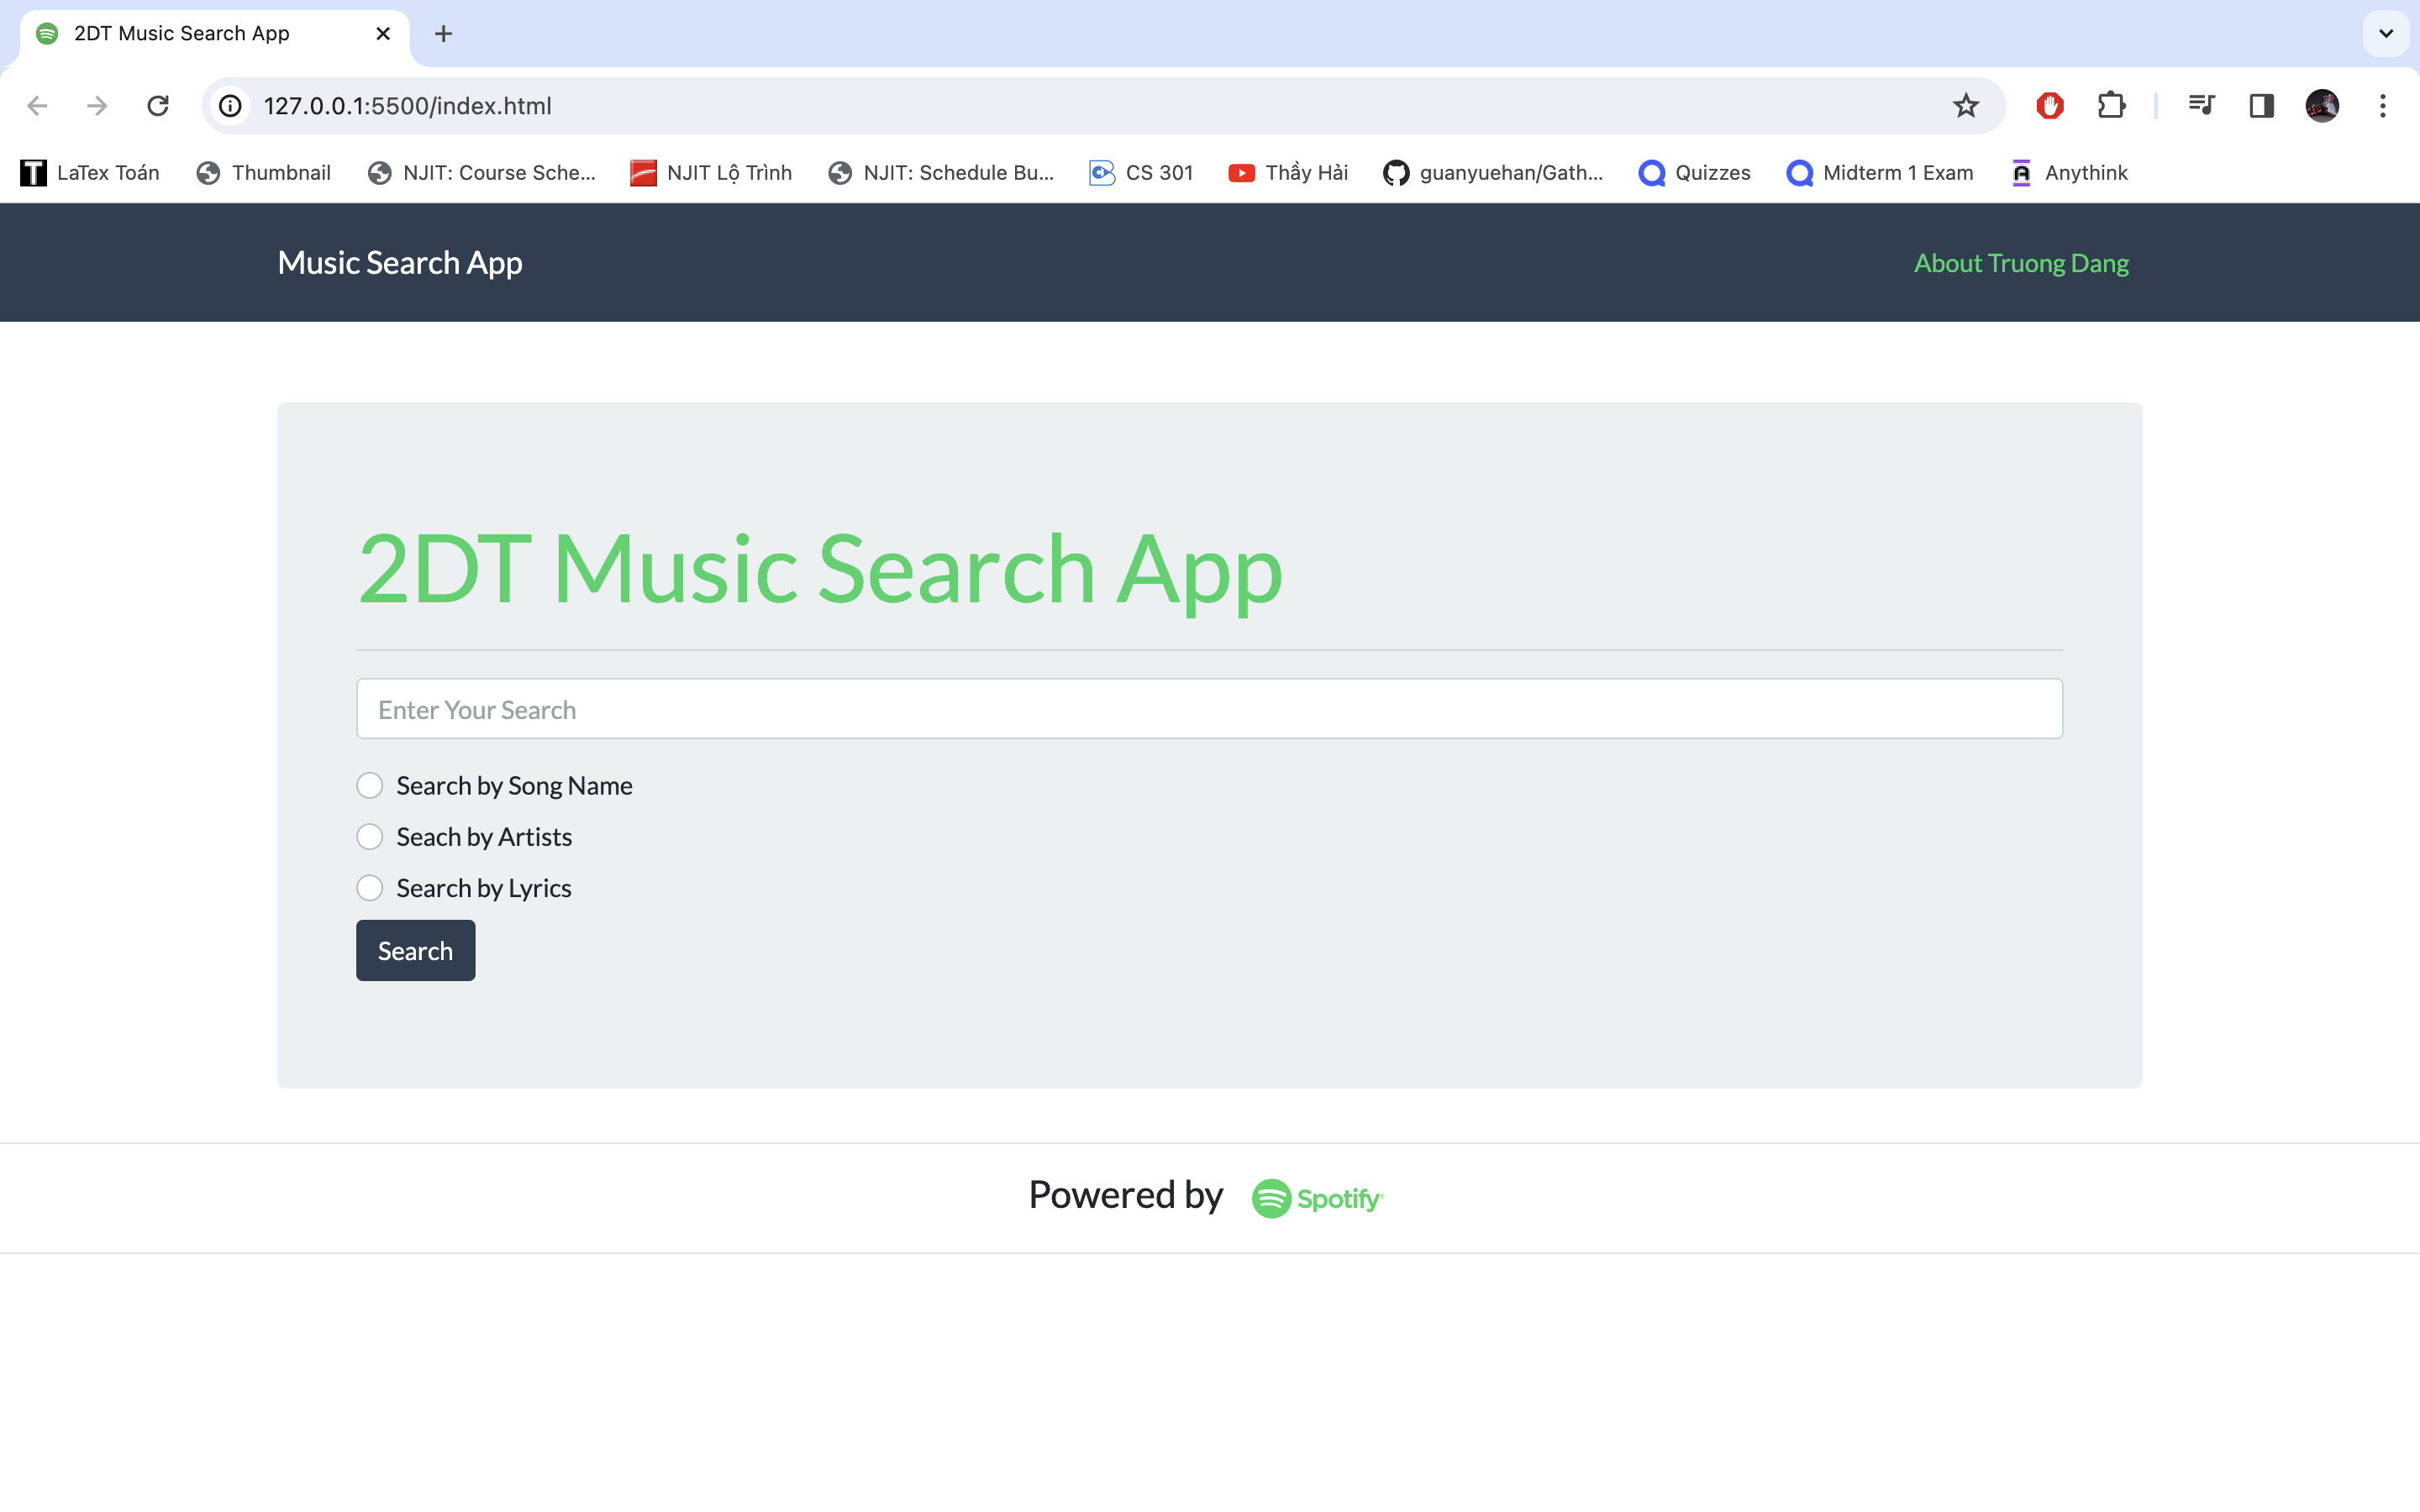 2DT Music Search App
127.0.0.1:5500/index.html
LaTex Toán Thumbnail NJIT: Course Sche... NJIT Lộ Trình NJIT: Schedule Bu... CS 301 Thầy Hải guanyuehan/Gath... Quizzes Midterm 1 Exam Anythink
Music Search App About Truong Dang
2DT Music Search App
Enter Your Search
Search by Song Name
Seach by Artists
Search by Lyrics
Search
Powered by Spotify